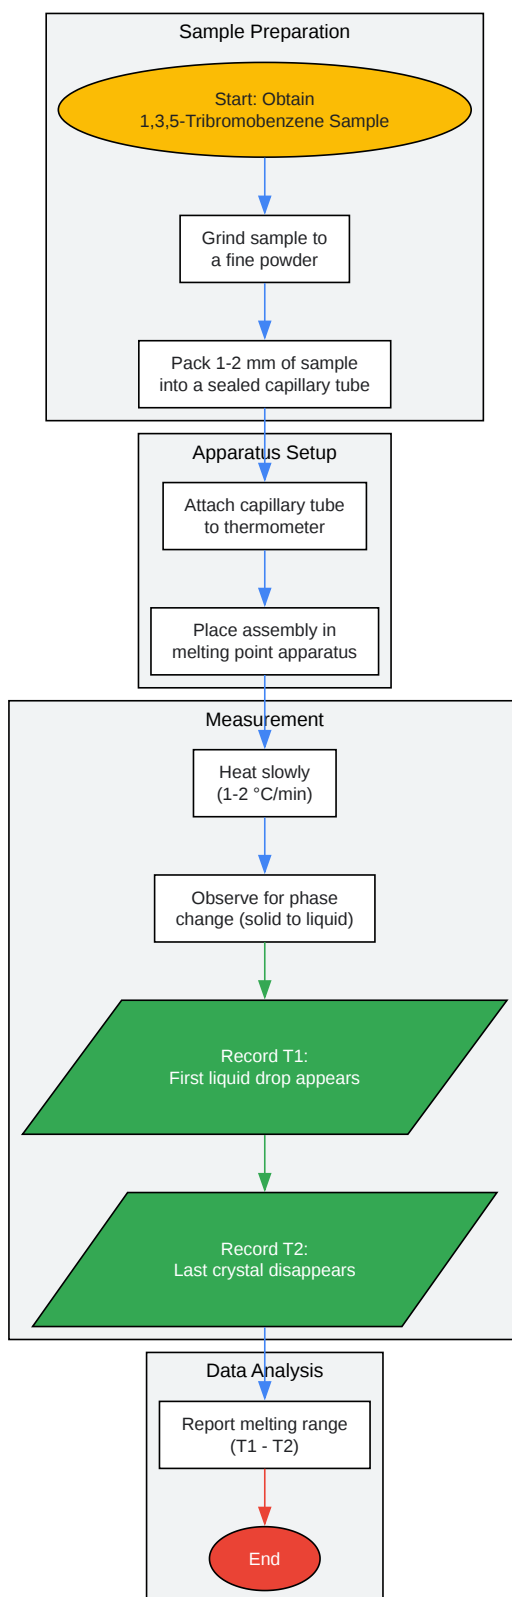 Sample Preparation
Start: Obtain
1,3,5-Tribromobenzene Sample
Grind sample to
a fine powder
Pack 1-2 mm of sample
into a sealed capillary tube
Apparatus Setup
Attach capillary tube
to thermometer
Place assembly in
melting point apparatus
Measurement
Heat slowly
(1-2 °C/min)
Observe for phase
change (solid to liquid)
Record T1:
First liquid drop appears
Record T2:
Last crystal disappears
Data Analysis
Report melting range
(T1 - T2)
End